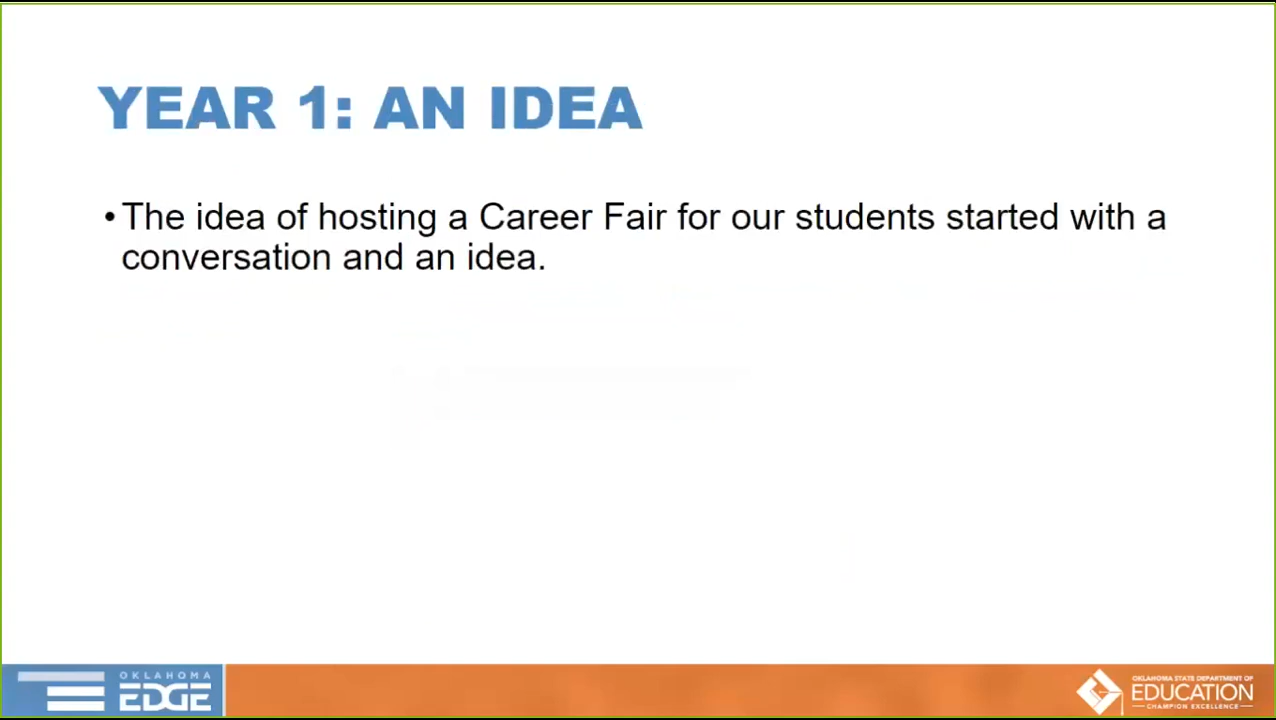 YEAR 1: AN IDEA
• The idea of hosting a Career Fair for our students started with a
conversation and an idea.
OKLAHOMA
EDGE
OKLAHOMA STATE DEPARTMENT OF
EDUCATION
CHAMPION EXCELLENCE